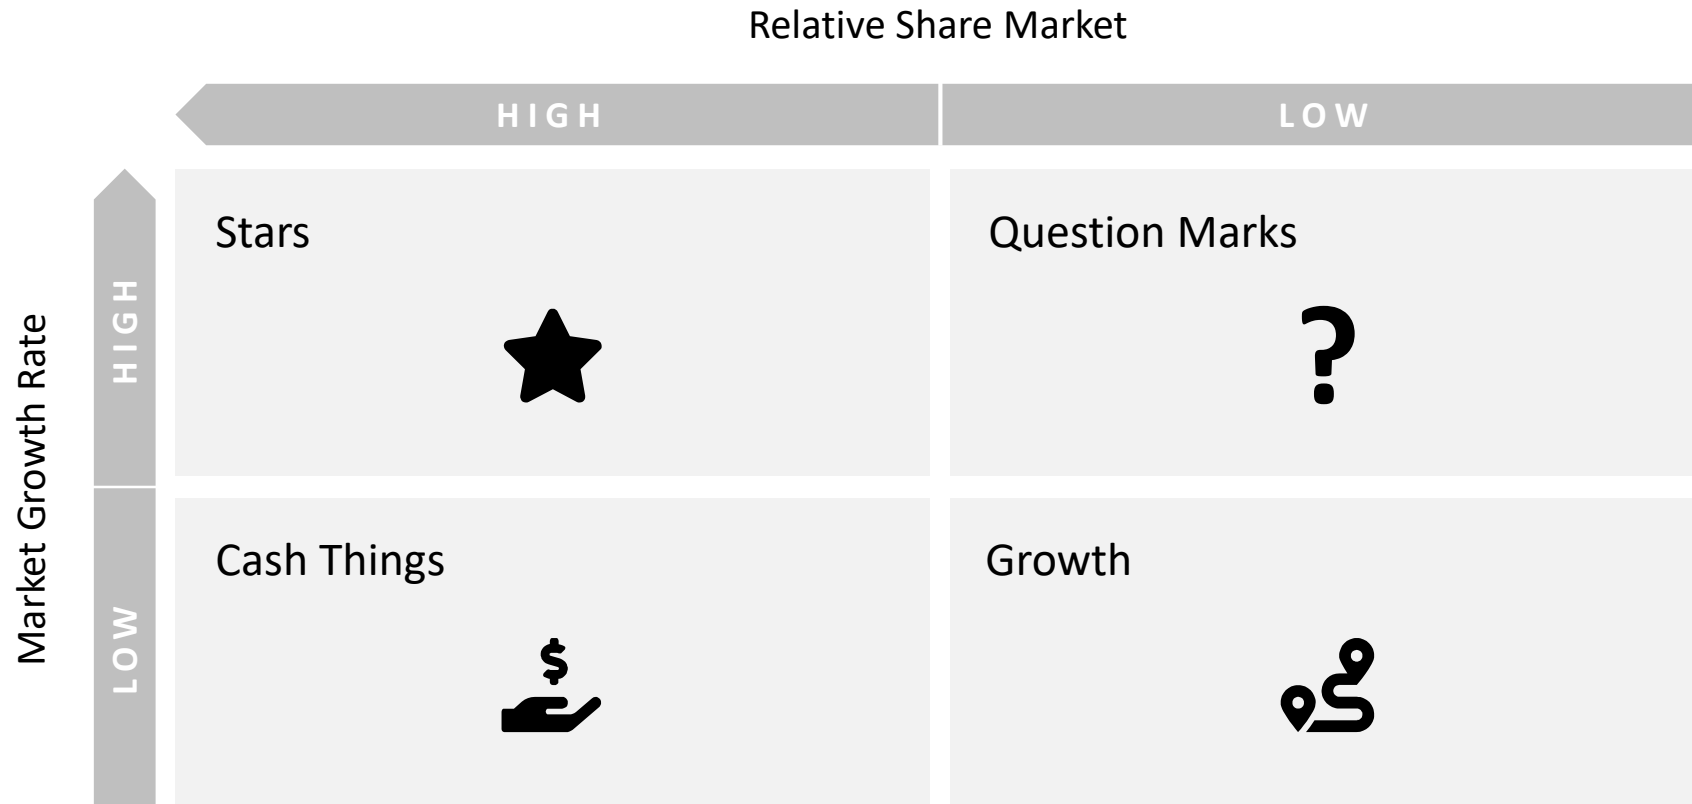 Relative Share Market
HIGH
LOW
Market Growth Rate
HIGH
Stars
Question Marks
?
LOW
Cash Things
Growth
$